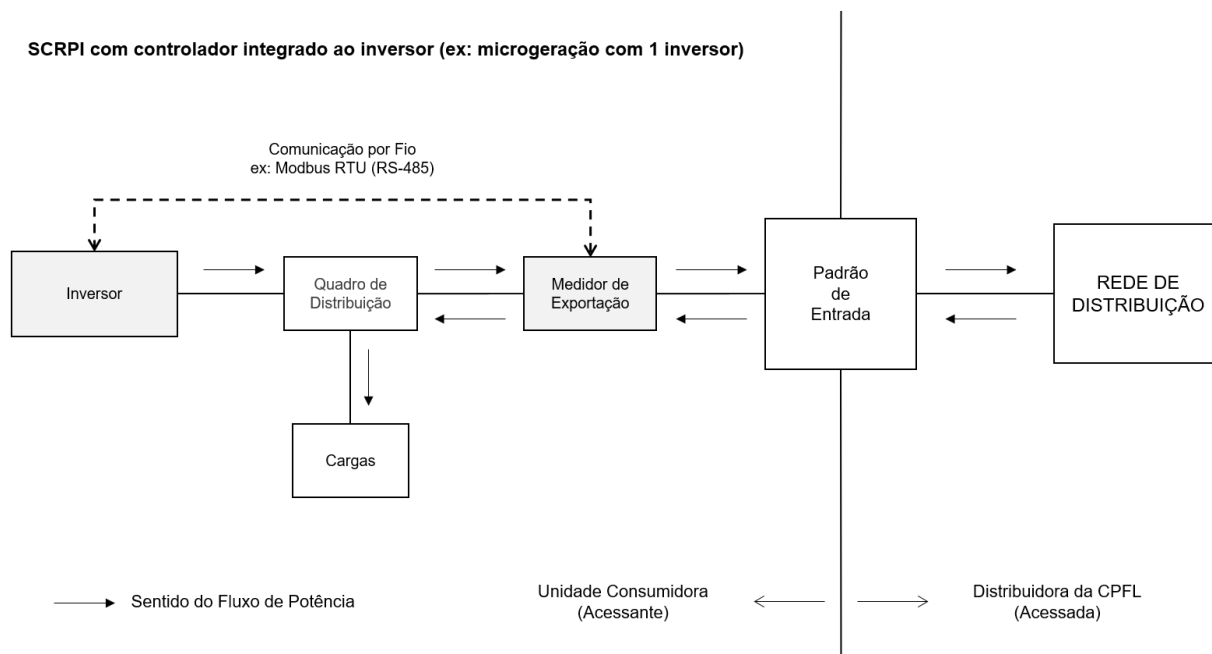 SCRPI com controlador integrado ao inversor (ex: microgeração com 1 inversor)
Comunicação por Fio
ex: Modbus RTU (RS-485)
Inversor
Quadro de
Distribuição
Medidor de
Exportação
Padrão
de
Entrada
REDE DE
DISTRIBUIÇÃO
Cargas
Sentido do Fluxo de Potência
Unidade Consumidora
(Acessante)
Distribuidora da CPFL
(Acessada)